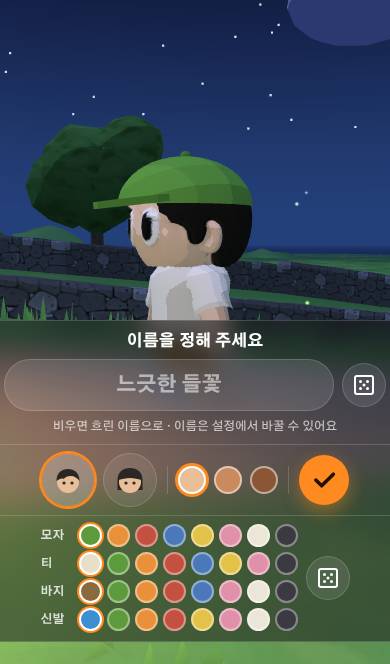 이름을 정해 주세요
느긋한 들꽃
비우면 흐린 이름으로 · 이름은 설정에서 바꿀 수 있어요
모자
티
바지
신발